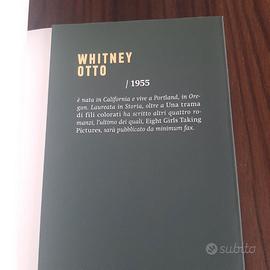 WHITNEY
OTTO
/ 1955
è nata in California e vive a Portland, in Ore-
gon. Laureata in Storia, oltre a Una trama
di fili colorati ha scritto altri quattro ro-
manzi, l'ultimo dei quali, Eight Girls Taking
Pictures, sarà pubblicato da minimum fax.
subito